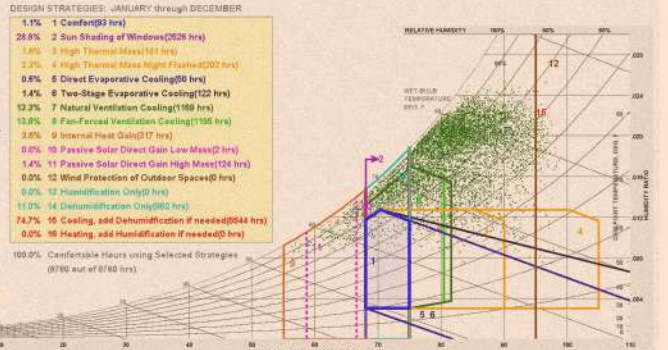 DESIGN STRATEGIES: JANUARY through DECEMBER
1.1% 1 Comfort(93 hrs)
28.8% 2 Sun Shading of Windows(2526 hrs)
1.6% 3 High Thermal Mass(141 hrs)
2.3% 4 High Thermal Mass Night Flushed(202 hrs)
0.6% 5 Direct Evaporative Cooling(50 hrs)
1.4% 6 Two-Stage Evaporative Cooling(122 hrs)
13.3% 7 Natural Ventilation Cooling(1169 hrs)
13.6% 8 Fan-Forced Ventilation Cooling(1195 hrs)
3.6% 9 Internal Heat Gain(317 hrs)
0.0% 10 Passive Solar Direct Gain Low Mass(2 hrs)
1.4% 11 Passive Solar Direct Gain High Mass(124 hrs)
0.0% 12 Wind Protection of Outdoor Spaces(0 hrs)
0.0% 13 Humidification Only(0 hrs)
11.0% 14 Dehumidification Only(960 hrs)
74.7% 15 Cooling, add Dehumidification if needed(6544 hrs)
0.0% 16 Heating, add Humidification if needed(0 hrs)
100.0% Comfortable Hours using Selected Strategies
(8760 out of 8760 hrs)
RELATIVE HUMIDITY 100% 80%
WET-BULB
TEMPERATURE
DEG. F
12
15
2
1
4
5 6
HUMIDITY RATIO
DEW POINT TEMPERATURE, DEG. F
.004
70 80 90 100 110